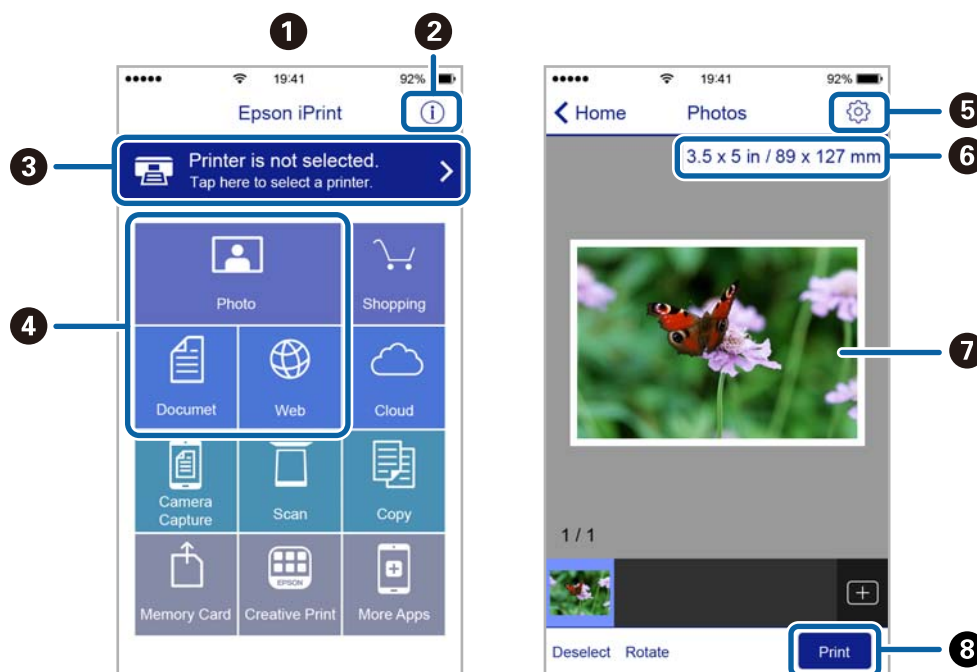 1
2
19:41
92%
Epson iPrint
3
Printer is not selected.
Tap here to select a printer.
4
Photo
Shopping
Documet
Web
Cloud
Camera
Capture
Scan
Copy
EPSON
Memory Card
Creative Print
More Apps
19:41
92%
Home
Photos
5
3.5 x 5 in / 89 x 127 mm
6
7
1 / 1
Deselect
Rotate
Print
8